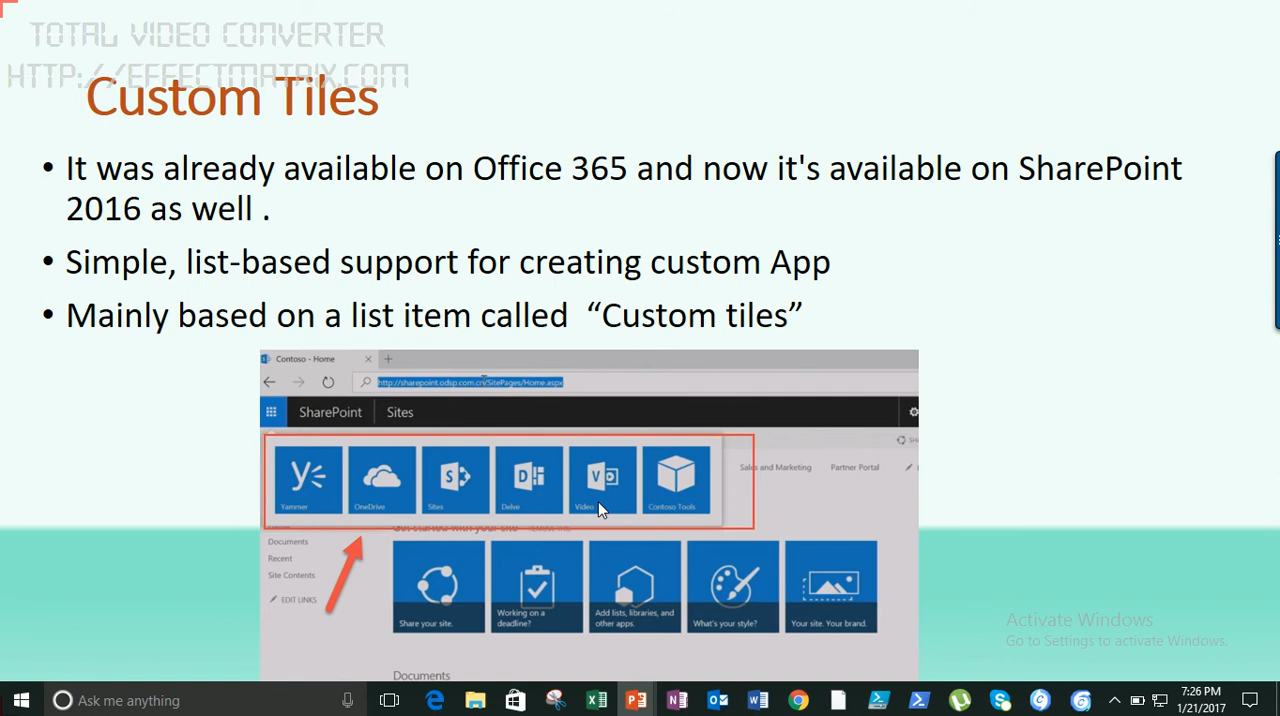 TOTAL VIDEO CONVERTER
HTTP://EFFECTMATRIX.COM
Custom Tiles
• It was already available on Office 365 and now it's available on SharePoint
2016 as well .
• Simple, list-based support for creating custom App
• Mainly based on a list item called “Custom tiles”
Contoso - Home
http://sharepoint.odsp.com.cn/SitePages/Home.aspx
SharePoint Sites
Yammer OneDrive Sites Delve Video Contoso Tools
Sales and Marketing Partner Portal
Get started with your site
Documents
Recent
Site Contents
EDIT LINKS
Share your site.
Working on a
deadline?
Add lists, libraries, and
other apps.
What's your style?
Your site. Your brand.
Documents
Activate Windows
Go to Settings to activate Windows.
Ask me anything
7:26 PM
1/21/2017